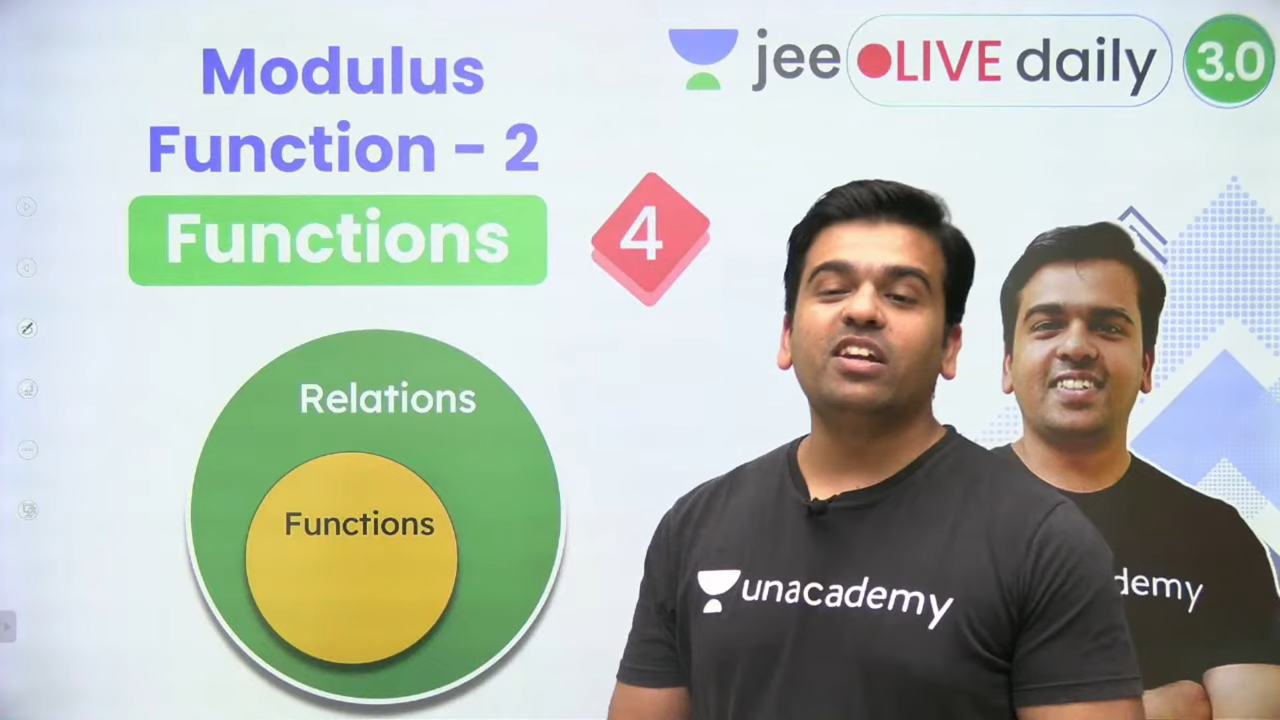 Modulus
Function - 2
Functions
4
jee LIVE daily 3.0
Relations
Functions
unacademy
demy